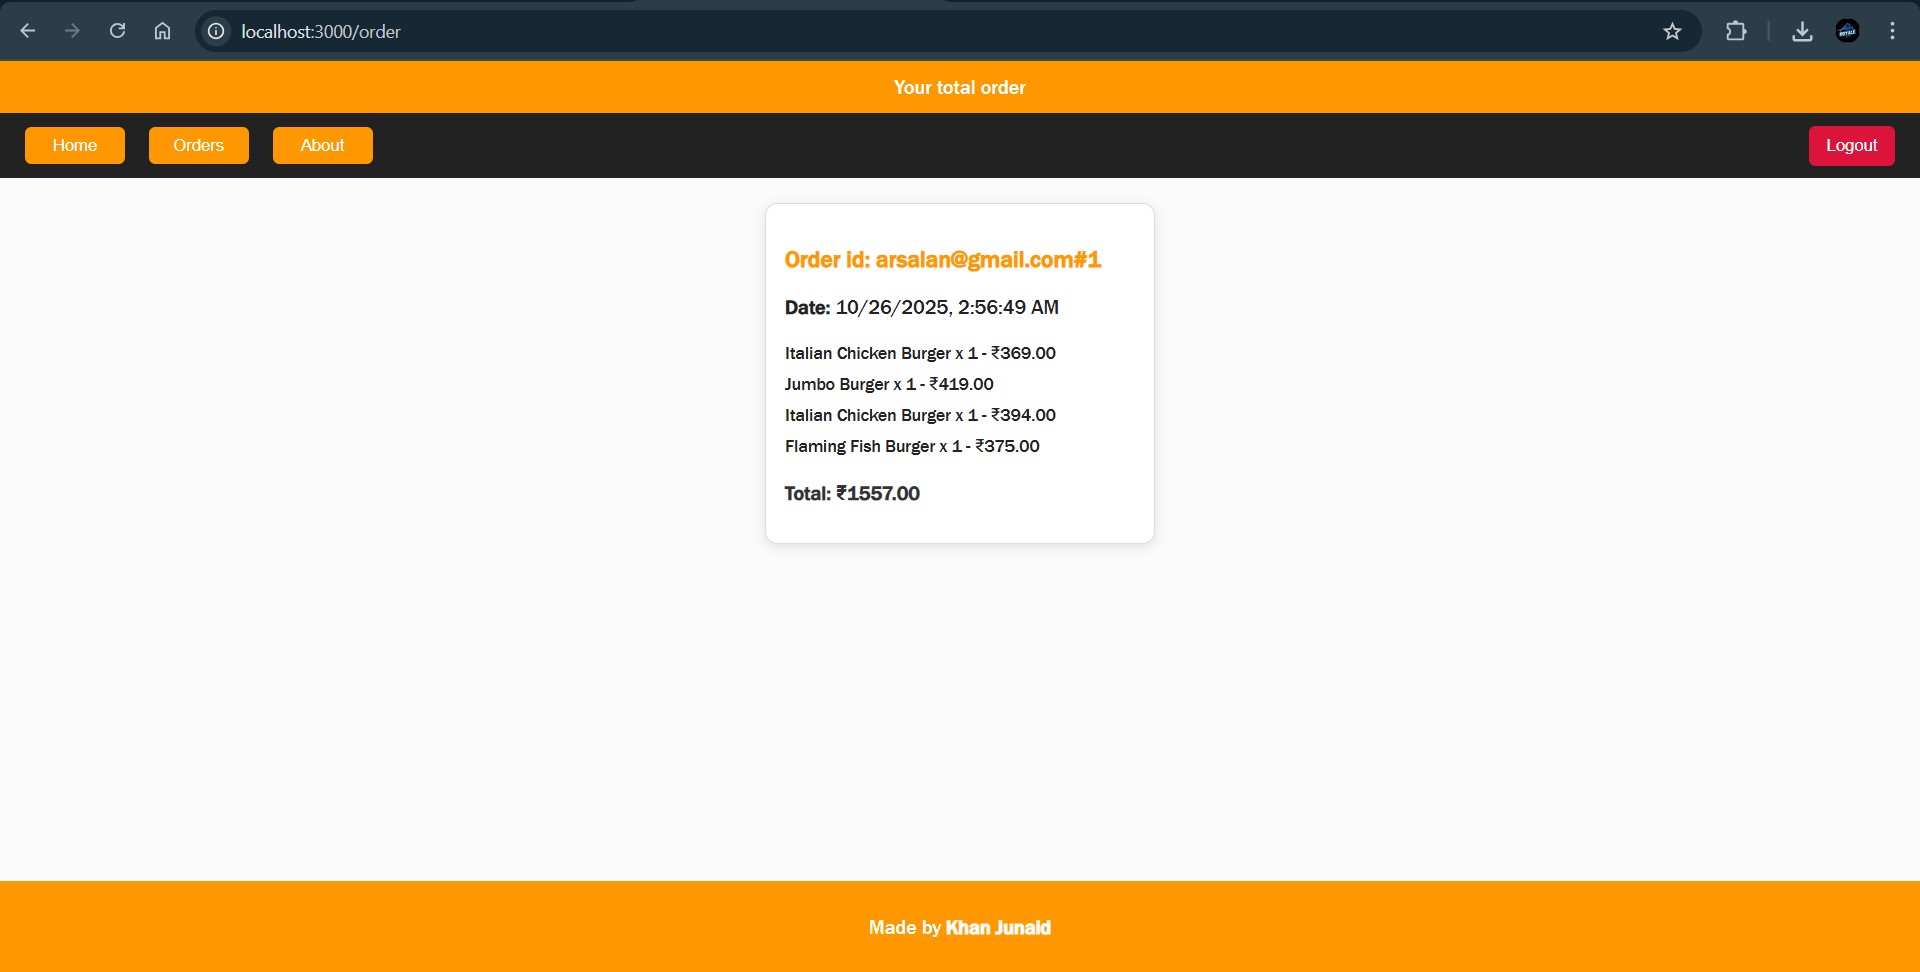 localhost:3000/order
Your total order
Home Orders About Logout
Order id: arsalan@gmail.com#1
Date: 10/26/2025, 2:56:49 AM
Italian Chicken Burger x 1 - ₹369.00
Jumbo Burger x 1 - ₹419.00
Italian Chicken Burger x 1 - ₹394.00
Flaming Fish Burger x 1 - ₹375.00
Total: ₹1557.00
Made by Khan Junaid